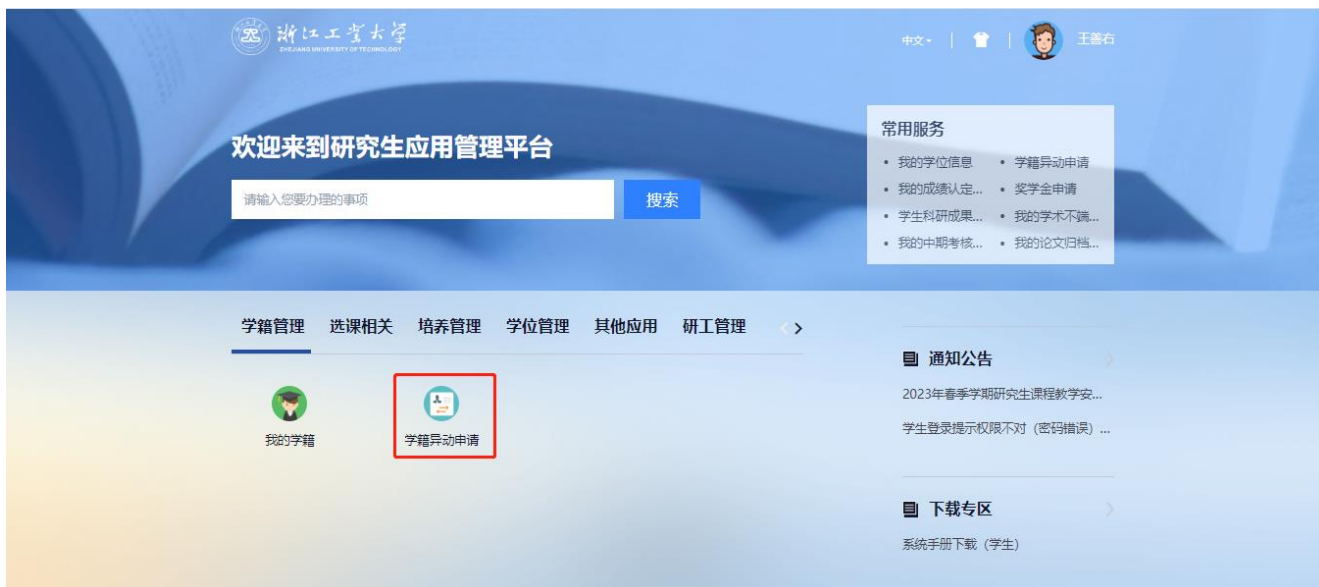 浙江工业大学
ZHEJIANG UNIVERSITY OF TECHNOLOGY
中文
王善右
欢迎来到研究生应用管理平台
请输入您要办理的事项
搜索
常用服务
• 我的学位信息 • 学籍异动申请
• 我的成绩认定... • 奖学金申请
• 学生科研成果... • 我的学术不端...
• 我的中期考核... • 我的论文归档...
学籍管理 选课相关 培养管理 学位管理 其他应用 研工管理
我的学籍 学籍异动申请
通知公告
2023年春季学期研究生课程教学安...
学生登录提示权限不对（密码错误）...
下载专区
系统手册下载（学生）